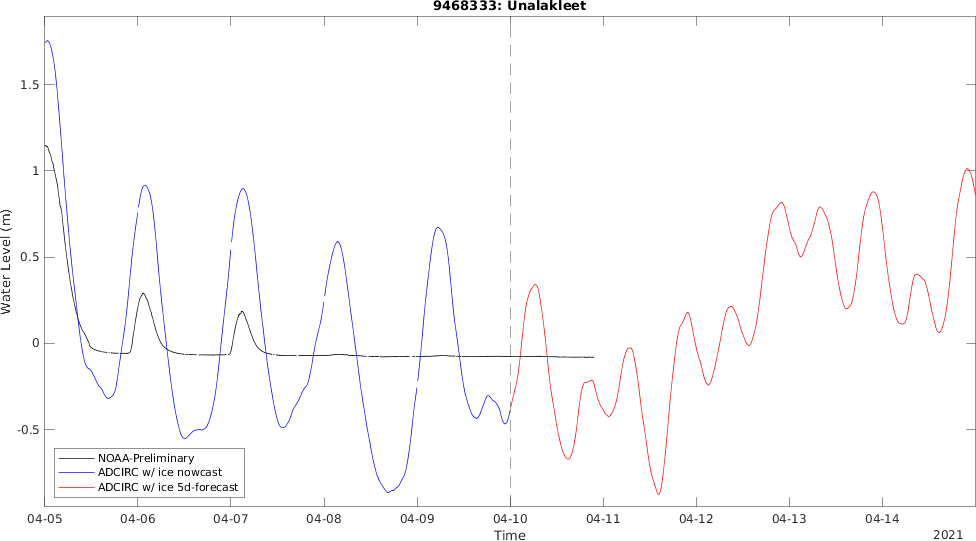 9468333: Unalakleet
1.5
1
0.5
0
-0.5
Water Level (m)
NOAA-Preliminary
ADCIRC w/ ice nowcast
ADCIRC w/ ice 5d-forecast
04-05 04-06 04-07 04-08 04-09 04-10 04-11 04-12 04-13 04-14
Time
2021